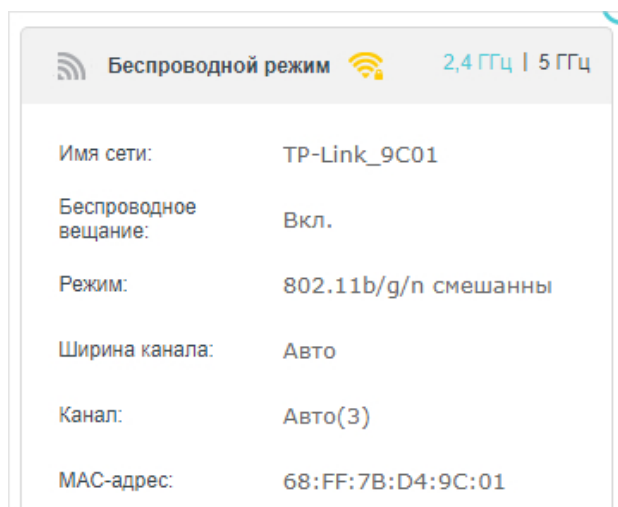 Беспроводной режим 2,4 ГГц | 5 ГГц
Имя сети: TP-Link_9C01
Беспроводное
вещание: Вкл.
Режим: 802.11b/g/n смешанны
Ширина канала: Авто
Канал: Авто(3)
MAC-адрес: 68:FF:7B:D4:9C:01